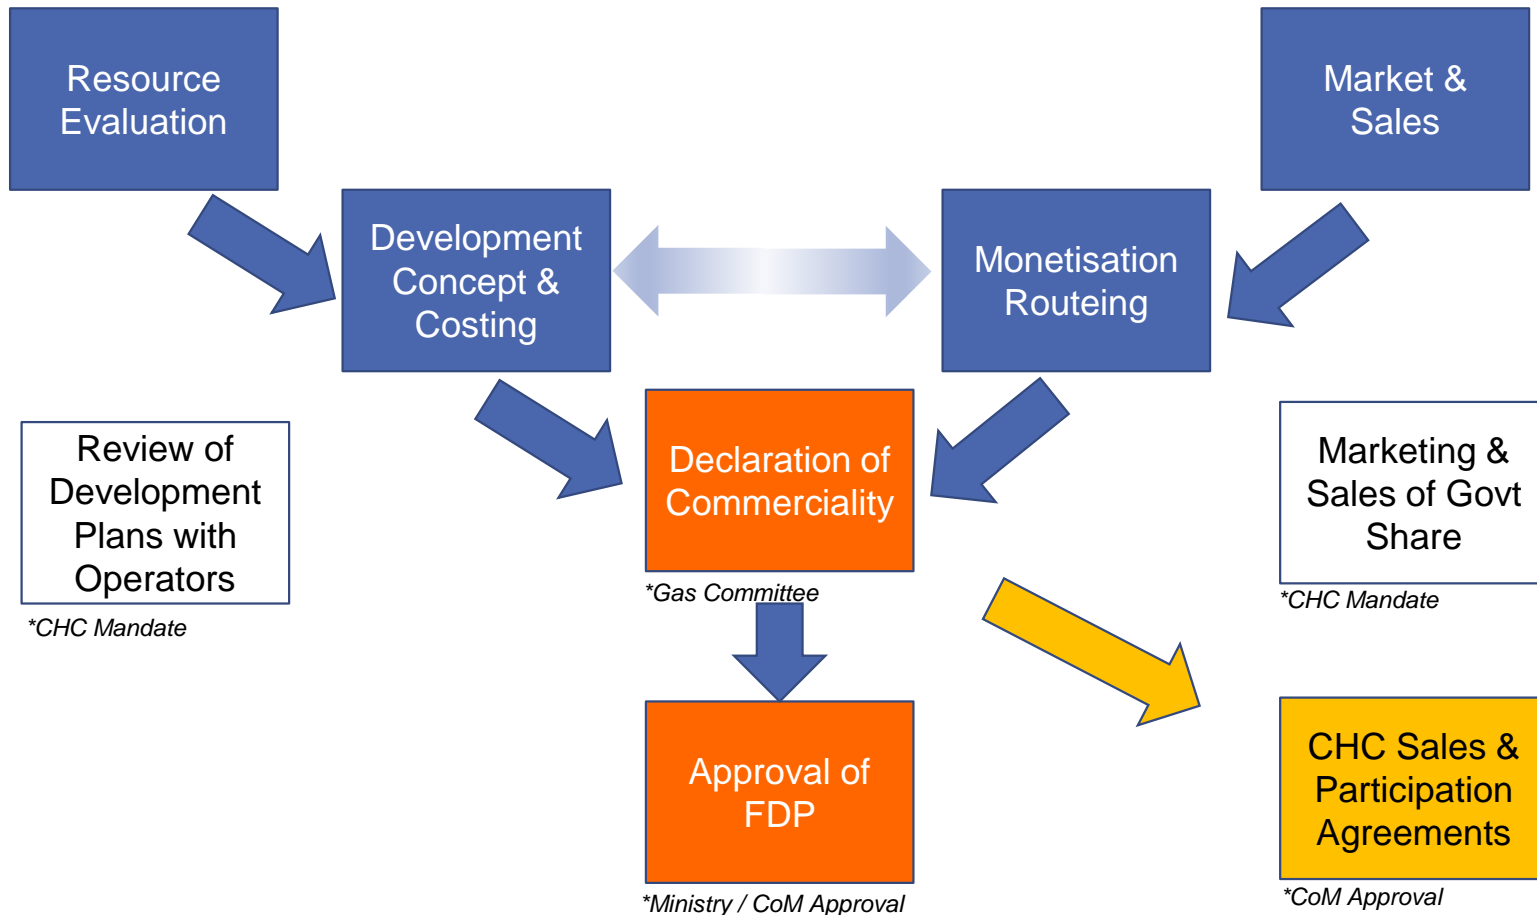 Resource
Evaluation
Market &
Sales
Development
Concept &
Costing
Monetisation
Routeing
Review of
Development
Plans with
Operators
*CHC Mandate
Declaration of
Commerciality
*Gas Committee
Marketing &
Sales of Govt
Share
*CHC Mandate
Approval of
FDP
*Ministry / CoM Approval
CHC Sales &
Participation
Agreements
*CoM Approval